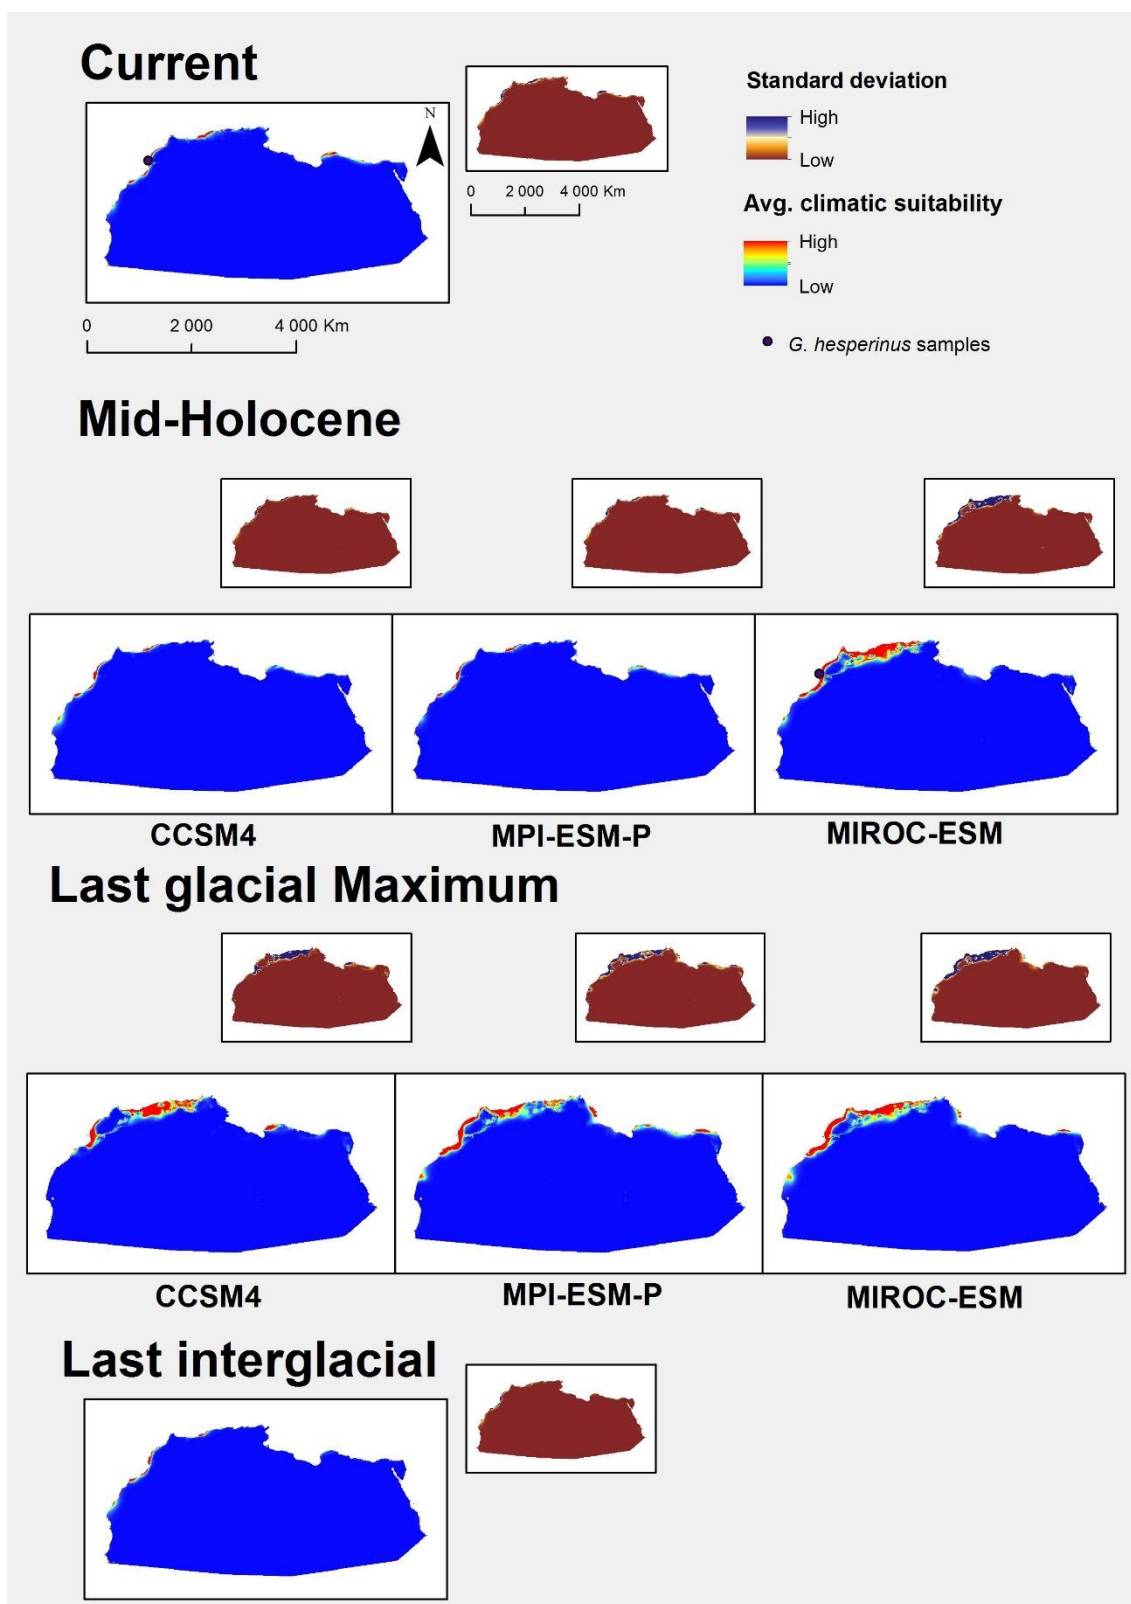 Current
N
0 2 000 4 000 Km
0 2 000 4 000 Km
Standard deviation
High
Low
Avg. climatic suitability
High
Low
G. hesperinus samples
Mid-Holocene
CCSM4 MPI-ESM-P MIROC-ESM
Last glacial Maximum
CCSM4 MPI-ESM-P MIROC-ESM
Last interglacial